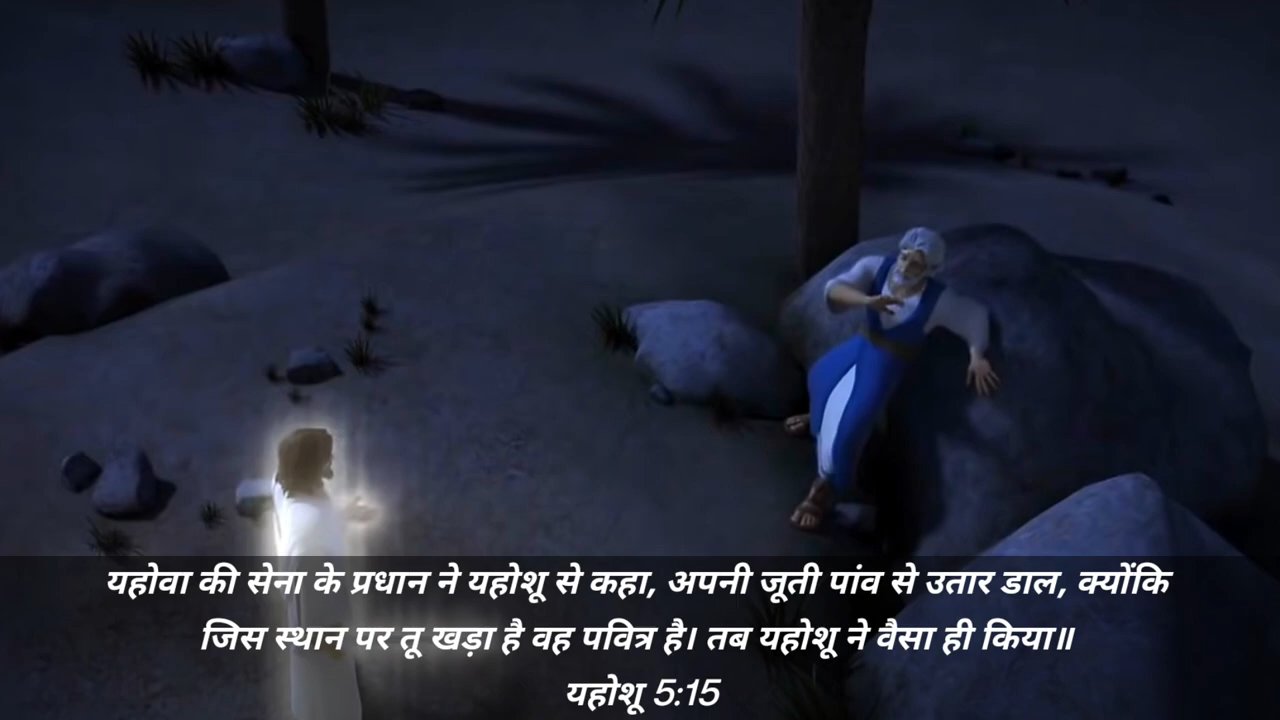 यहोवा की सेना के प्रधान ने यहोशू से कहा, अपनी जूती पांव से उतार डाल, क्योंकि
जिस स्थान पर तू खड़ा है वह पवित्र है। तब यहोशू ने वैसा ही किया॥
यहोशू 5:15